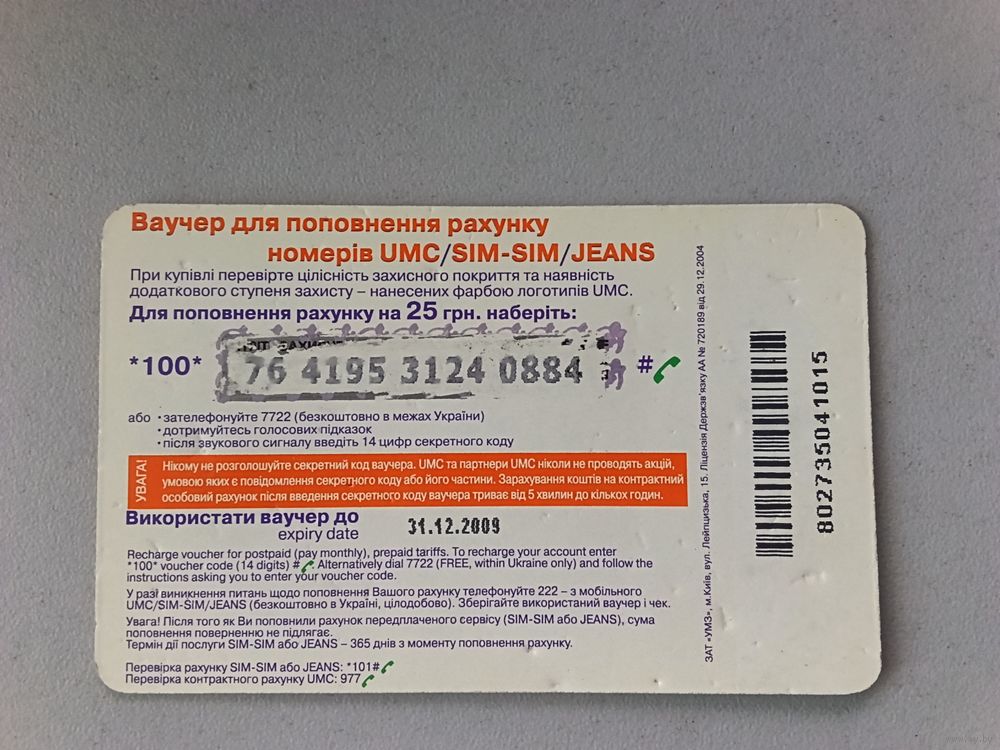 Ваучер для поповнення рахунку
номерів UMC/SIM-SIM/JEANS
При купівлі перевірте цілісність захисного покриття та наявність
додаткового ступеня захисту – нанесених фарбою логотипів UMC.
Для поповнення рахунку на 25 грн. наберіть:
*100* 76 4195 3124 0884 #
або • зателефонуйте 7722 (безкоштовно в межах України)
• дотримуйтесь голосових підказок
• після звукового сигналу введіть 14 цифр секретного коду
УВАГА!
Нікому не розголошуйте секретний код ваучера. UMC та партнери UMC ніколи не проводять акцій,
умовою яких є повідомлення секретного коду або його частини. Зарахування коштів на контрактний
особовий рахунок після введення секретного коду ваучера триває від 5 хвилин до кількох годин.
Використати ваучер до 31.12.2009
expiry date
Recharge voucher for postpaid (pay monthly), prepaid tariffs. To recharge your account enter
*100* voucher code (14 digits) # . Alternatively dial 7722 (FREE, within Ukraine only) and follow the
instructions asking you to enter your voucher code.
У разі виникнення питань щодо поповнення Вашого рахунку телефонуйте 222 – з мобільного
UMC/SIM-SIM/JEANS (безкоштовно в Україні, цілодобово). Зберігайте використаний ваучер і чек.
Увага! Після того як Ви поповнили рахунок передплаченого сервісу (SIM-SIM або JEANS), сума
поповнення поверненню не підлягає.
Термін дії послуги SIM-SIM або JEANS – 365 днів з моменту поповнення рахунку.
Перевірка рахунку SIM-SIM або JEANS: *101#
Перевірка контрактного рахунку UMC: 977
ЗАТ «УМЗ», м.Київ, вул. Лейпцизька, 15. Ліцензія Держзв'язку АА № 720189 від 29.12.2004
802735041015